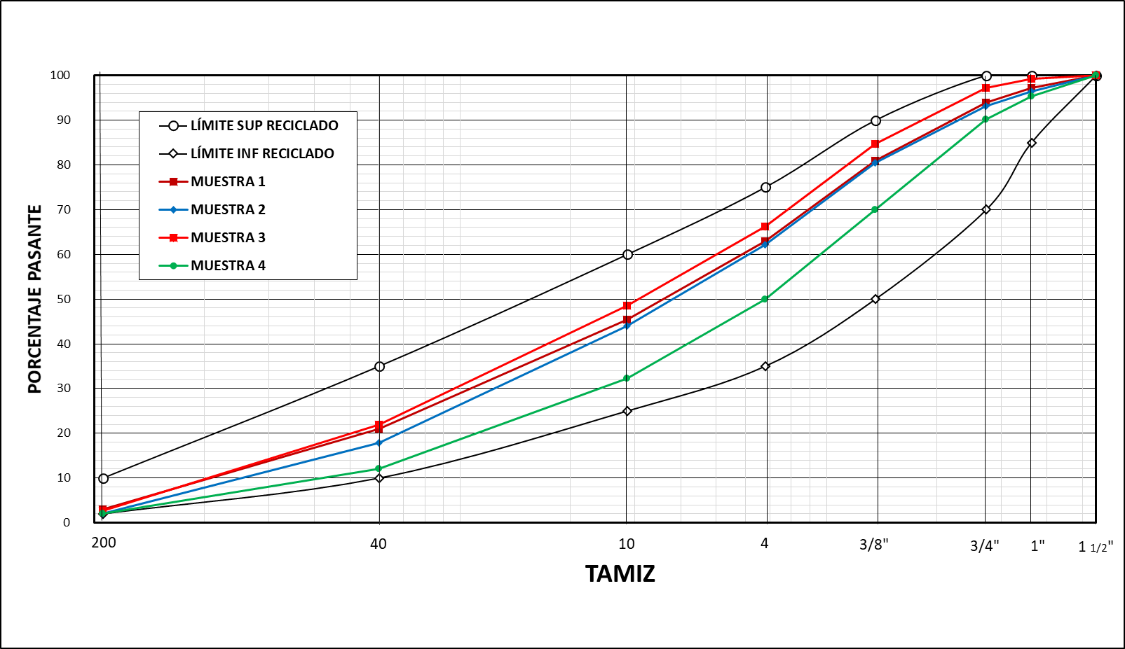 100
90
80
70
60
50
40
30
20
10
0
PORCENTAJE PASANTE
LÍMITE SUP RECICLADO
LÍMITE INF RECICLADO
MUESTRA 1
MUESTRA 2
MUESTRA 3
MUESTRA 4
200 40 10 4 3/8" 3/4" 1" 1 1/2"
TAMIZ